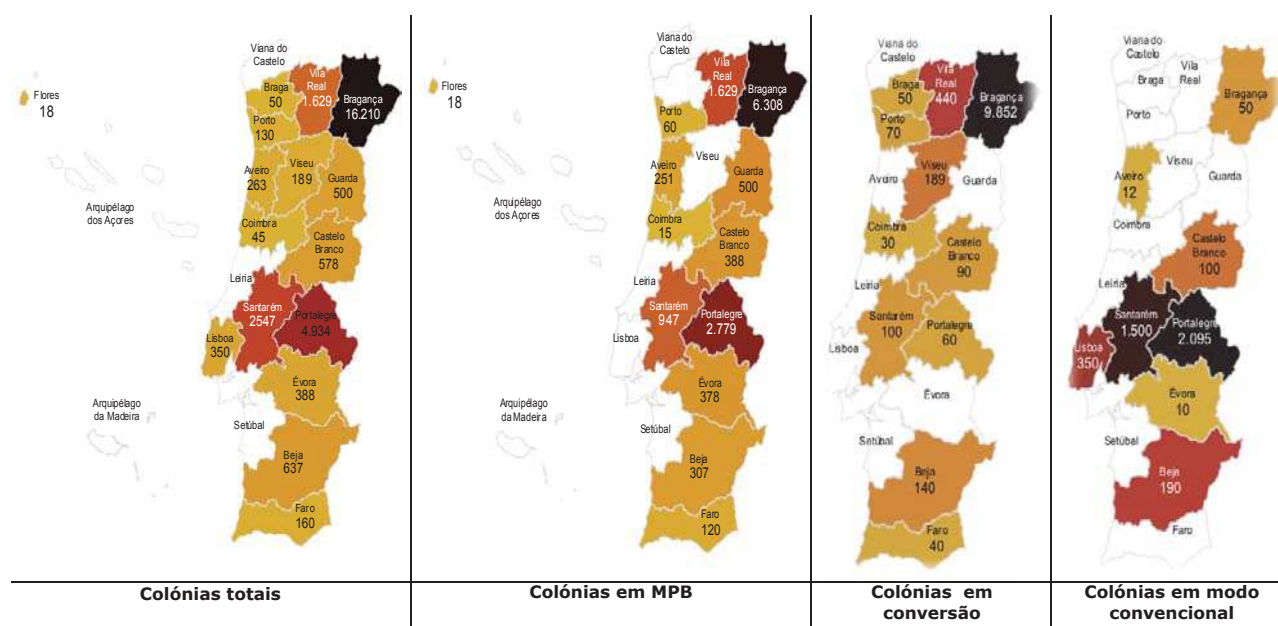 Viana do
Castelo
Flores
18
Braga
50
Vila
Real
1.629
Bragança
16.210
Porto
130
Aveiro
263
Viseu
189
Guarda
500
Arquipélago
dos Açores
Coimbra
45
Castelo
Branco
578
Leiria
Santarém
2547
Portalegre
4.934
Lisboa
350
Évora
388
Arquipélago
da Madeira
Setúbal
Beja
637
Faro
160
Colónias totais
Viana do
Castelo
Flores
18
Vila
Real
1.629
Bragança
6.308
Porto
60
Aveiro
251
Viseu
Guarda
500
Arquipélago
dos Açores
Coimbra
15
Castelo
Branco
388
Leiria
Santarém
947
Portalegre
2.779
Lisboa
Évora
378
Arquipélago
da Madeira
Setúbal
Beja
307
Faro
120
Colónias em MPB
Viana do
Castelo
Braga
50
Vila
Real
440
Bragança
9.852
Porto
70
Aveiro
Viseu
189
Guarda
Coimbra
30
Castelo
Branco
90
Leiria
Santarém
100
Portalegre
60
Lisboa
Évora
Setúbal
Beja
140
Faro
40
Colónias em
conversão
Viana do
Castelo
Braga
Vila
Real
Bragança
50
Porto
Aveiro
12
Viseu
Guarda
Coimbra
Castelo
Branco
100
Leiria
Santarém
1.500
Portalegre
2.095
Lisboa
350
Évora
10
Setúbal
Beja
190
Faro
Colónias em modo
convencional